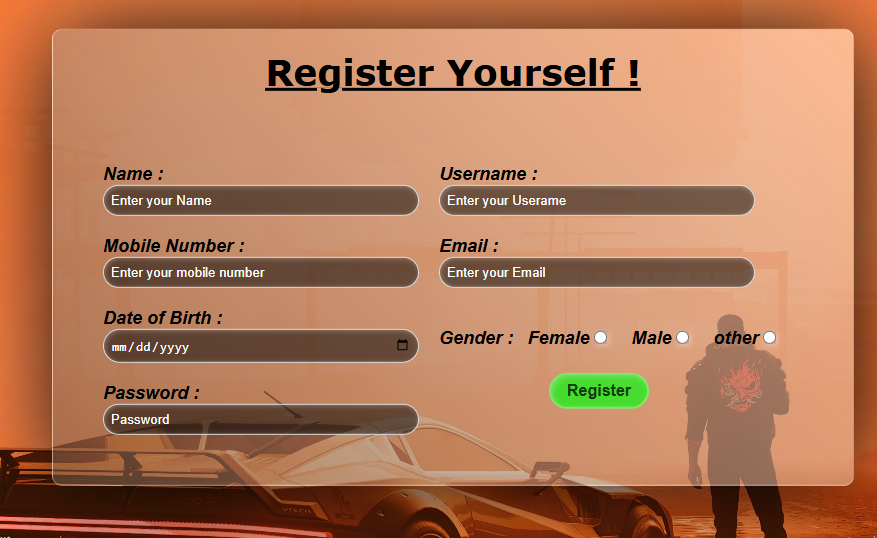 Register Yourself !
Name :
Enter your Name
Username :
Enter your Userame
Mobile Number :
Enter your mobile number
Email :
Enter your Email
Date of Birth :
mm/dd/yyyy
Gender : Female Male other
Password :
Password
Register
VTECH